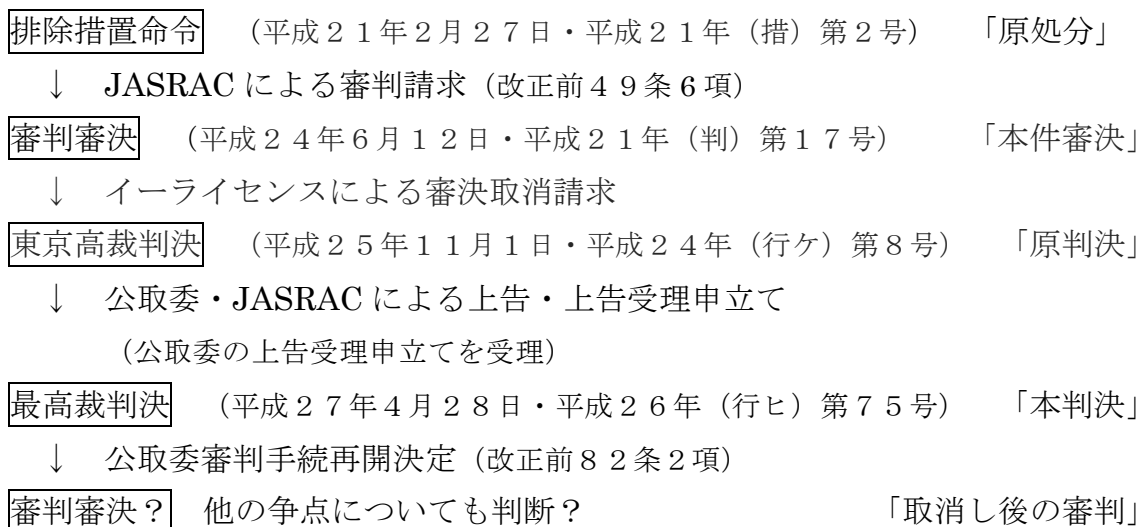 排除措置命令 (平成２１年２月２７日・平成２１年(措)第２号) 「原処分」
↓ JASRAC による審判請求(改正前４９条 6 項)
審判審決 (平成２４年６月１２日・平成２１年(判)第１７号) 「本件審決」
↓ イーライセンスによる審決取消請求
東京高裁判決 (平成２５年１１月１日・平成２４年(行ケ)第８号) 「原判決」
↓ 公取委・JASRAC による上告・上告受理申立て
(公取委の上告受理申立てを受理)
最高裁判決 (平成２７年４月２８日・平成２６年(行ヒ)第７５号) 「本判決」
↓ 公取委審判手続再開決定(改正前８２条２項)
審判審決？ 他の争点についても判断？ 「取消し後の審判」